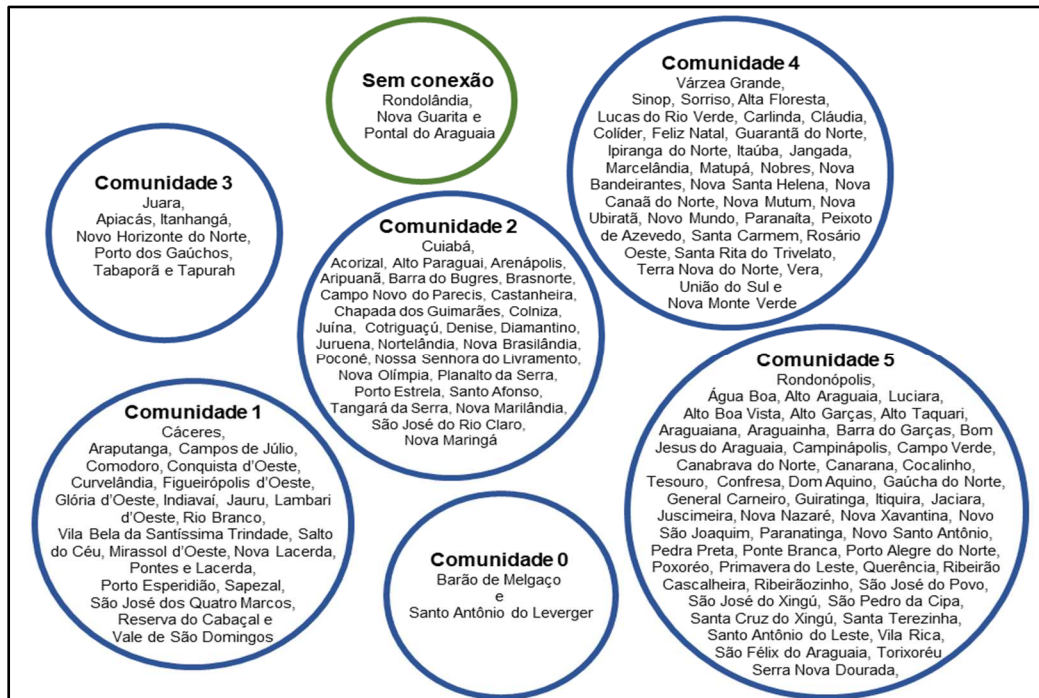 Sem conexão
Rondolândia,
Nova Guarita e
Pontal do Araguaia
Comunidade 4
Várzea Grande,
Sinop, Sorriso, Alta Floresta,
Lucas do Rio Verde, Carlinda, Cláudia,
Colíder, Feliz Natal, Guarantã do Norte,
Ipiranga do Norte, Itaúba, Jangada,
Marcelândia, Matupá, Nobres, Nova
Bandeirantes, Nova Santa Helena, Nova
Canaã do Norte, Nova Mutum, Nova
Ubiratã, Novo Mundo, Paranaíta, Peixoto
de Azevedo, Santa Carmem, Rosário
Oeste, Santa Rita do Trivelato,
Terra Nova do Norte, Vera,
União do Sul e
Nova Monte Verde
Comunidade 3
Juara,
Apiacás, Itanhangá,
Novo Horizonte do Norte,
Porto dos Gaúchos,
Tabaporã e Tapurah
Comunidade 2
Cuiabá,
Acorizal, Alto Paraguai, Arenápolis,
Aripuanã, Barra do Bugres, Brasnorte,
Campo Novo do Parecis, Castanheira,
Chapada dos Guimarães, Colniza,
Juína, Cotriguaçú, Denise, Diamantino,
Juruena, Nortelândia, Nova Brasilândia,
Poconé, Nossa Senhora do Livramento,
Nova Olímpia, Planalto da Serra,
Porto Estrela, Santo Afonso,
Tangará da Serra, Nova Marilândia,
São José do Rio Claro,
Nova Maringá
Comunidade 5
Rondonópolis,
Água Boa, Alto Araguaia, Luciara,
Alto Boa Vista, Alto Garças, Alto Taquari,
Araguaiana, Araguainha, Barra do Garças, Bom
Jesus do Araguaia, Campinápolis, Campo Verde,
Canabrava do Norte, Canarana, Cocalinho,
Tesouro, Confresa, Dom Aquino, Gaúcha do Norte,
General Carneiro, Guiratinga, Itiquira, Jaciara,
Juscimeira, Nova Nazaré, Nova Xavantina, Novo
São Joaquim, Paranatinga, Novo Santo Antônio,
Pedra Preta, Ponte Branca, Porto Alegre do Norte,
Poxoréo, Primavera do Leste, Querência, Ribeirão
Cascalheira, Ribeirãozinho, São José do Povo,
São José do Xingú, São Pedro da Cipa,
Santa Cruz do Xingú, Santa Terezinha,
Santo Antônio do Leste, Vila Rica,
São Félix do Araguaia, Torixoréu
Serra Nova Dourada,
Comunidade 1
Cáceres,
Araputanga, Campos de Júlio,
Comodoro, Conquista d'Oeste,
Curvelândia, Figueirópolis d'Oeste,
Glória d'Oeste, Indiavaí, Jauru, Lambari
d'Oeste, Rio Branco,
Vila Bela da Santíssima Trindade, Salto
do Céu, Mirassol d'Oeste, Nova Lacerda,
Pontes e Lacerda,
Porto Esperidião, Sapezal,
São José dos Quatro Marcos,
Reserva do Cabaçal e
Vale de São Domingos
Comunidade 0
Barão de Melgaço
e
Santo Antônio do Leverger